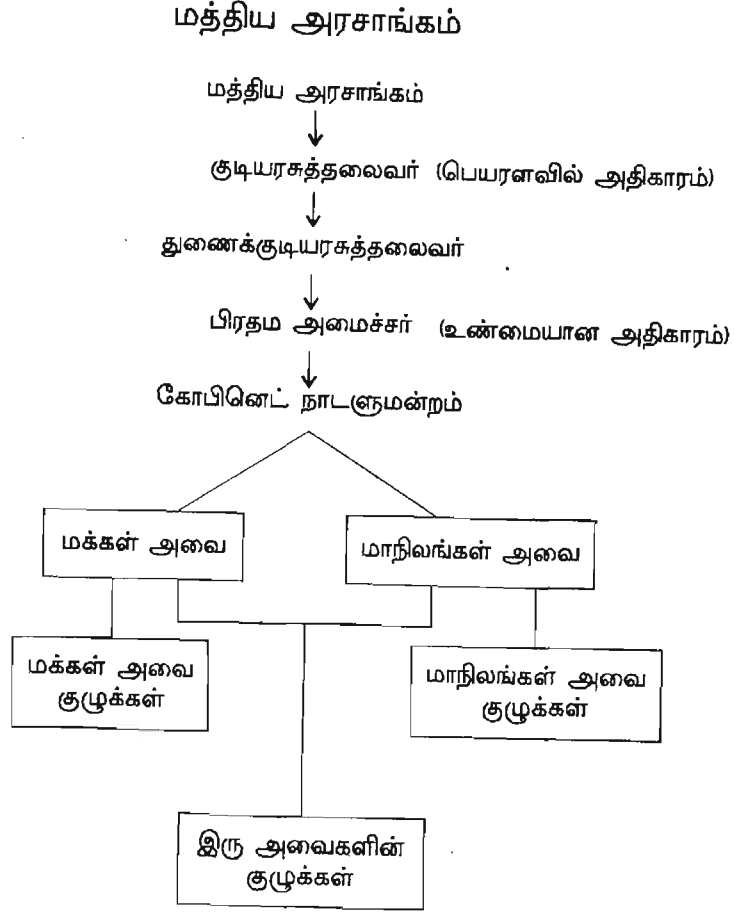 மத்திய அரசாங்கம்
மத்திய அரசாங்கம்
குடியரசுத்தலைவர் (பெயரளவில் அதிகாரம்)
துணைக்குடியரசுத்தலைவர்
பிரதம அமைச்சர் (உண்மையான அதிகாரம்)
கோபினெட் நாடளுமன்றம்
மக்கள் அவை
மாநிலங்கள் அவை
மக்கள் அவை
குழுக்கள்
மாநிலங்கள் அவை
குழுக்கள்
இரு அவைகளின்
குழுக்கள்